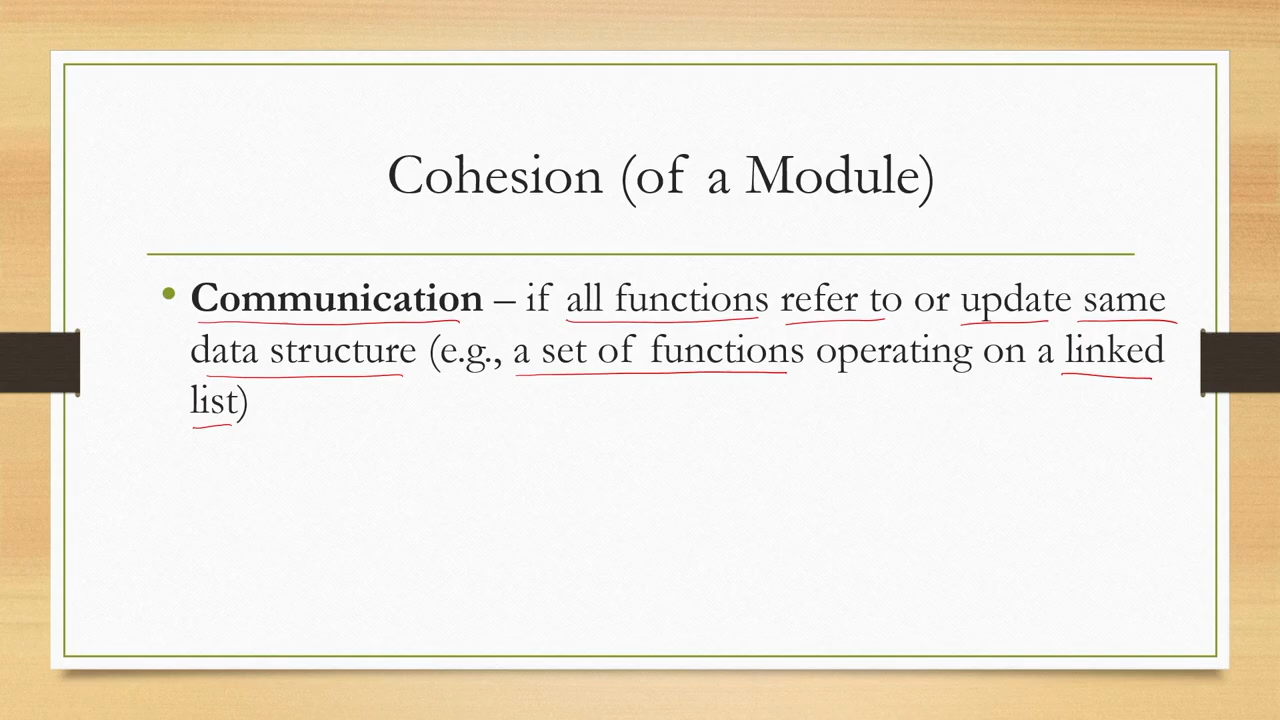 Cohesion (of a Module)
• Communication – if all functions refer to or update same
data structure (e.g., a set of functions operating on a linked
list)